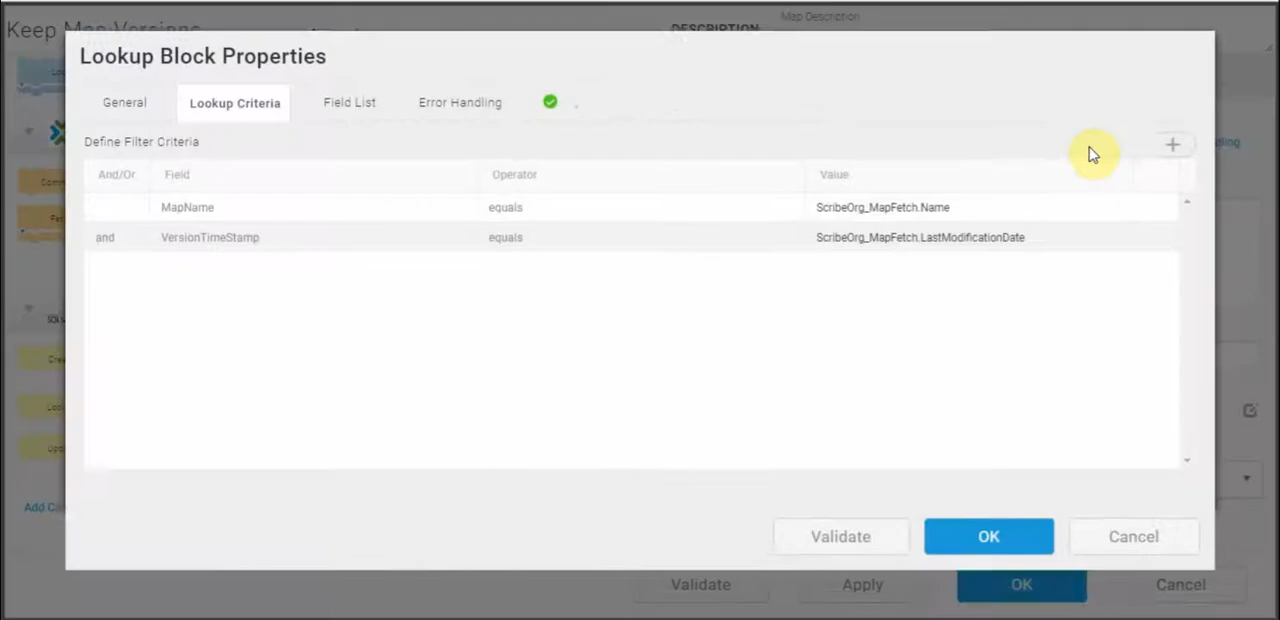 Keep Map Versions
DESCRIPTION
Map Description
Lookup Block Properties
General
Lookup Criteria
Field List
Error Handling
Define Filter Criteria
And/Or Field Operator Value
MapName equals ScribeOrg_MapFetch.Name
and VersionTimeStamp equals ScribeOrg_MapFetch.LastModificationDate
Validate OK Cancel
Add
Validate Apply OK Cancel